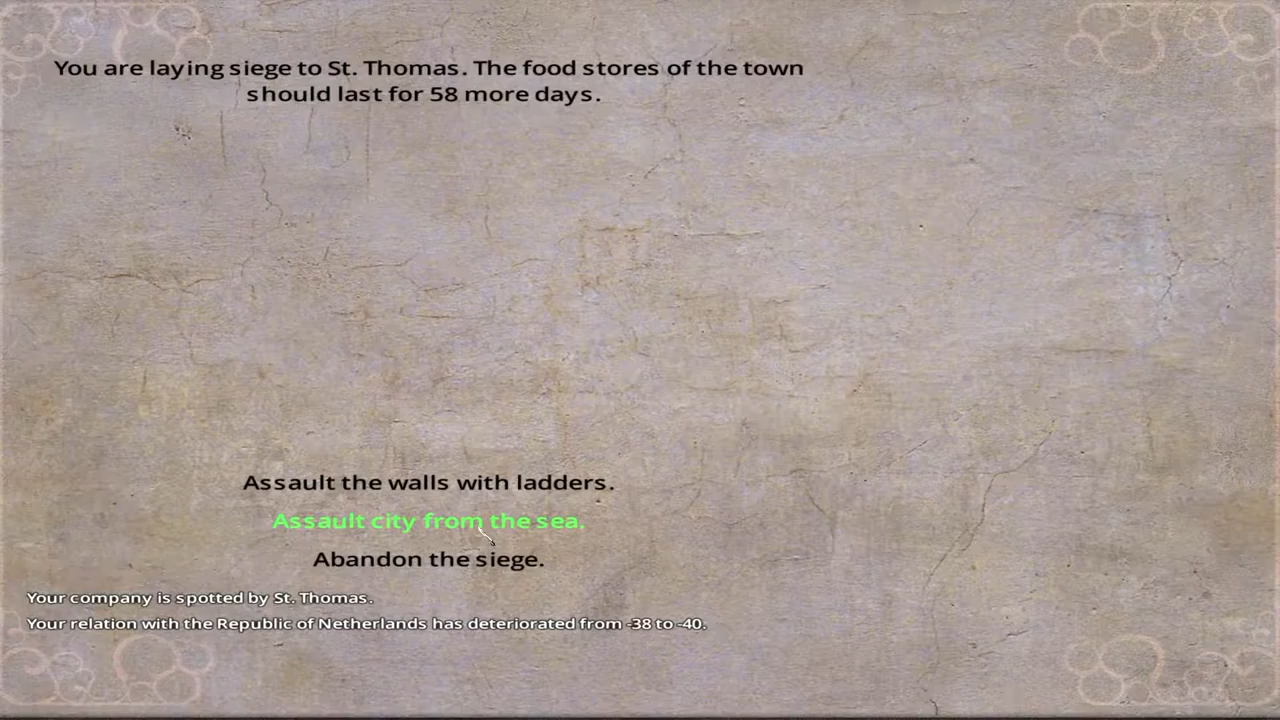 You are laying siege to St. Thomas. The food stores of the town
should last for 58 more days.
Assault the walls with ladders.
Assault city from the sea.
Abandon the siege.
Your company is spotted by St. Thomas.
Your relation with the Republic of Netherlands has deteriorated from -38 to -40.